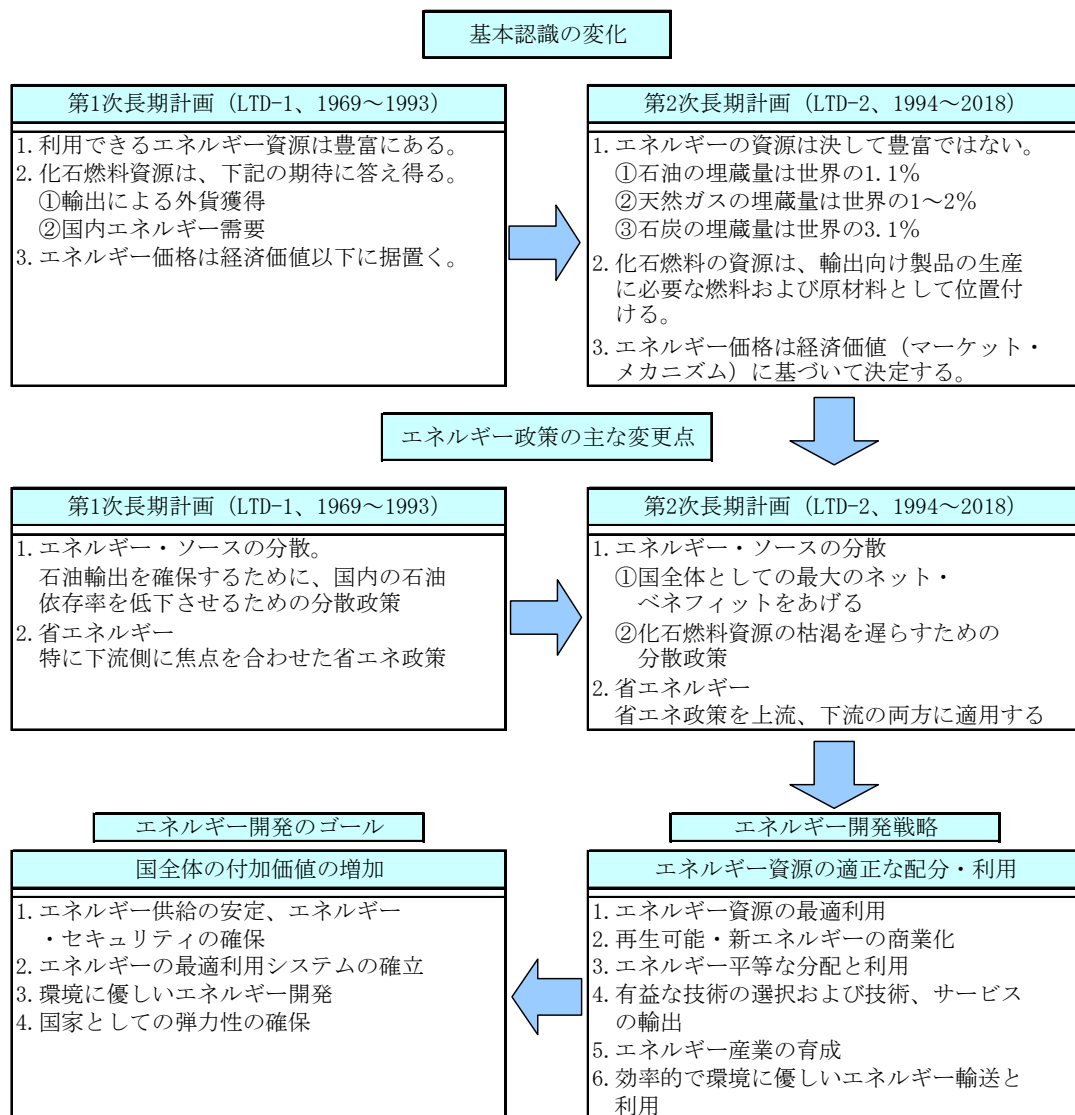 基本認識の変化
第1次長期計画（LTD-1、1969～1993）
1.利用できるエネルギー資源は豊富にある。
2.化石燃料資源は、下記の期待に答え得る。
①輸出による外貨獲得
②国内エネルギー需要
3.エネルギー価格は経済価値以下に据置く。
第2次長期計画（LTD-2、1994～2018）
1.エネルギーの資源は決して豊富ではない。
①石油の埋蔵量は世界の1.1％
②天然ガスの埋蔵量は世界の1～2％
③石炭の埋蔵量は世界の3.1％
2.化石燃料の資源は、輸出向け製品の生産
に必要な燃料および原材料として位置付
ける。
3.エネルギー価格は経済価値（マーケット・
メカニズム）に基づいて決定する。
エネルギー政策の主な変更点
第1次長期計画（LTD-1、1969～1993）
1.エネルギー・ソースの分散。
石油輸出を確保するために、国内の石油
依存率を低下させるための分散政策
2.省エネルギー
特に下流側に焦点を合わせた省エネ政策
第2次長期計画（LTD-2、1994～2018）
1.エネルギー・ソースの分散
①国全体としての最大のネット・
ベネフィットをあげる
②化石燃料資源の枯渇を遅らすための
分散政策
2.省エネルギー
省エネ政策を上流、下流の両方に適用する
エネルギー開発のゴール
国全体の付加価値の増加
1.エネルギー供給の安定、エネルギー
・セキュリティの確保
2.エネルギーの最適利用システムの確立
3.環境に優しいエネルギー開発
4.国家としての弾力性の確保
エネルギー開発戦略
エネルギー資源の適正な配分・利用
1.エネルギー資源の最適利用
2.再生可能・新エネルギーの商業化
3.エネルギー平等な分配と利用
4.有益な技術の選択および技術、サービス
の輸出
5.エネルギー産業の育成
6.効率的で環境に優しいエネルギー輸送と
利用